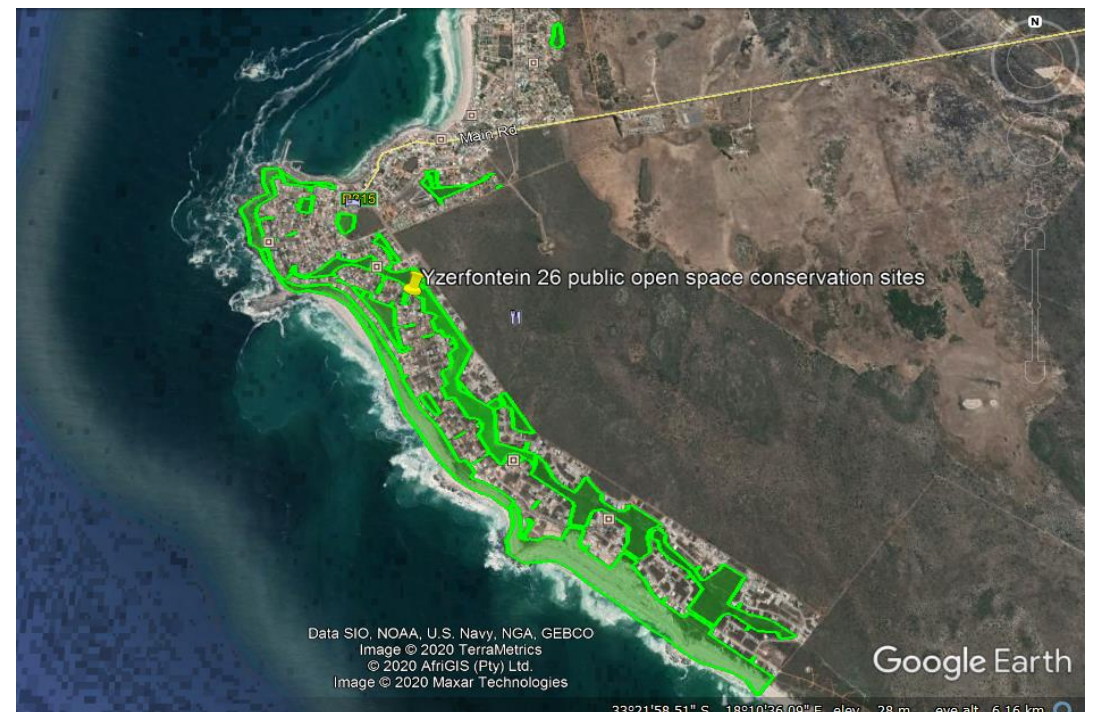 N
Main Rd
R315
Yzerfontein 26 public open space conservation sites
Data SIO, NOAA, U.S. Navy, NGA, GEBCO
Image © 2020 TerraMetrics
© 2020 AfriGIS (Pty) Ltd.
Image © 2020 Maxar Technologies
Google Earth
33°21'58.51" S 18°10'36.09" E elev 28 m eye alt 6.16 km